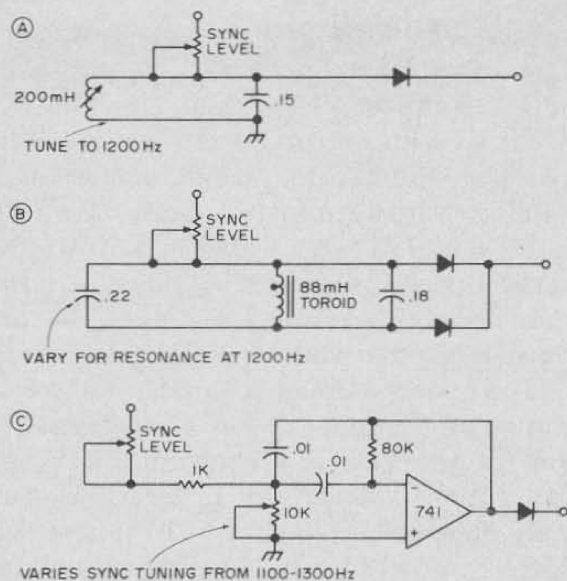 A
SYNC
LEVEL
200mH
.15
TUNE TO 1200Hz
B
SYNC
LEVEL
.22
88mH
TOROID
.18
VARY FOR RESONANCE AT 1200Hz
C
SYNC
LEVEL
.01
80K
1K
.01
-
741
10K
+
VARIES SYNC TUNING FROM 1100-1300Hz